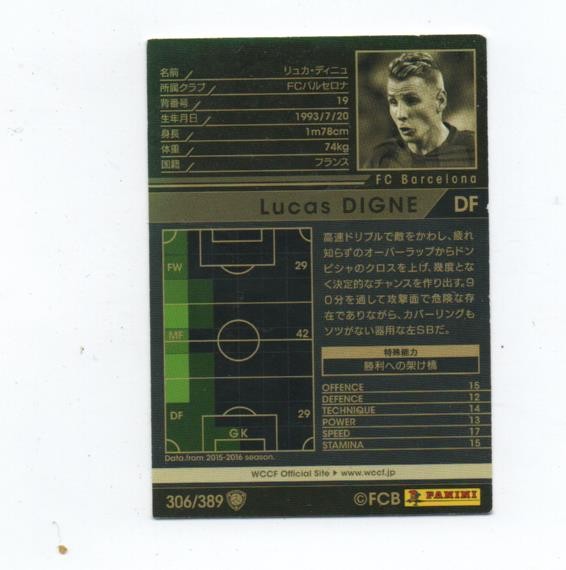 名前 リュカ・ディニュ
所属クラブ FCバルセロナ
背番号 19
生年月日 1993/7/20
身長 1m78cm
体重 74kg
国籍 フランス
FC Barcelona
Lucas DIGNE DF
FW 29
MF 42
DF 29
GK
Data from 2015-2016 season.
高速ドリブルで敵をかわし、疲れ
知らずのオーバーラップからドン
ピシャのクロスを上げ、幾度とな
く決定的なチャンスを作り出す。9
0分を通して攻撃面で危険な存
在でありながら、カバーリングも
ソツがない器用な左SBだ。
特殊能力
勝利への架け橋
OFFENCE 15
DEFENCE 12
TECHNIQUE 14
POWER 13
SPEED 17
STAMINA 15
WCCF Official Site ▶ www.wccf.jp
306/389 ©FCB PANINI